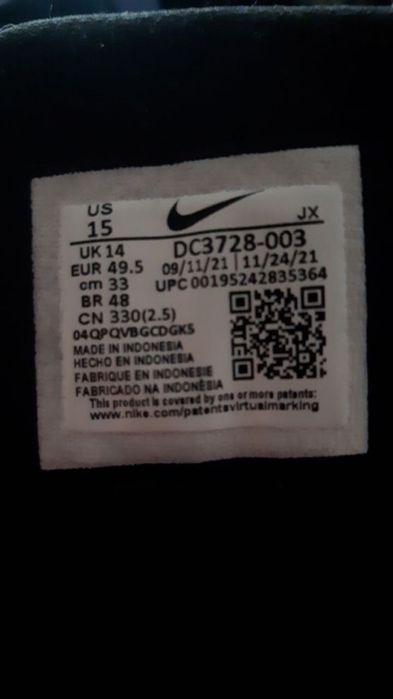 US
15
JX
UK 14
DC3728-003
EUR 49.5
09/11/21 | 11/24/21
cm 33
UPC 00195242835364
BR 48
CN 330(2.5)
04QPQVBGCDGK5
MADE IN INDONESIA
HECHO EN INDONESIA
FABRIQUE EN INDONESIE
FABRICADO NA INDONÉSIA
This product is covered by one or more patents:
www.nike.com/patentsvirtualmarking